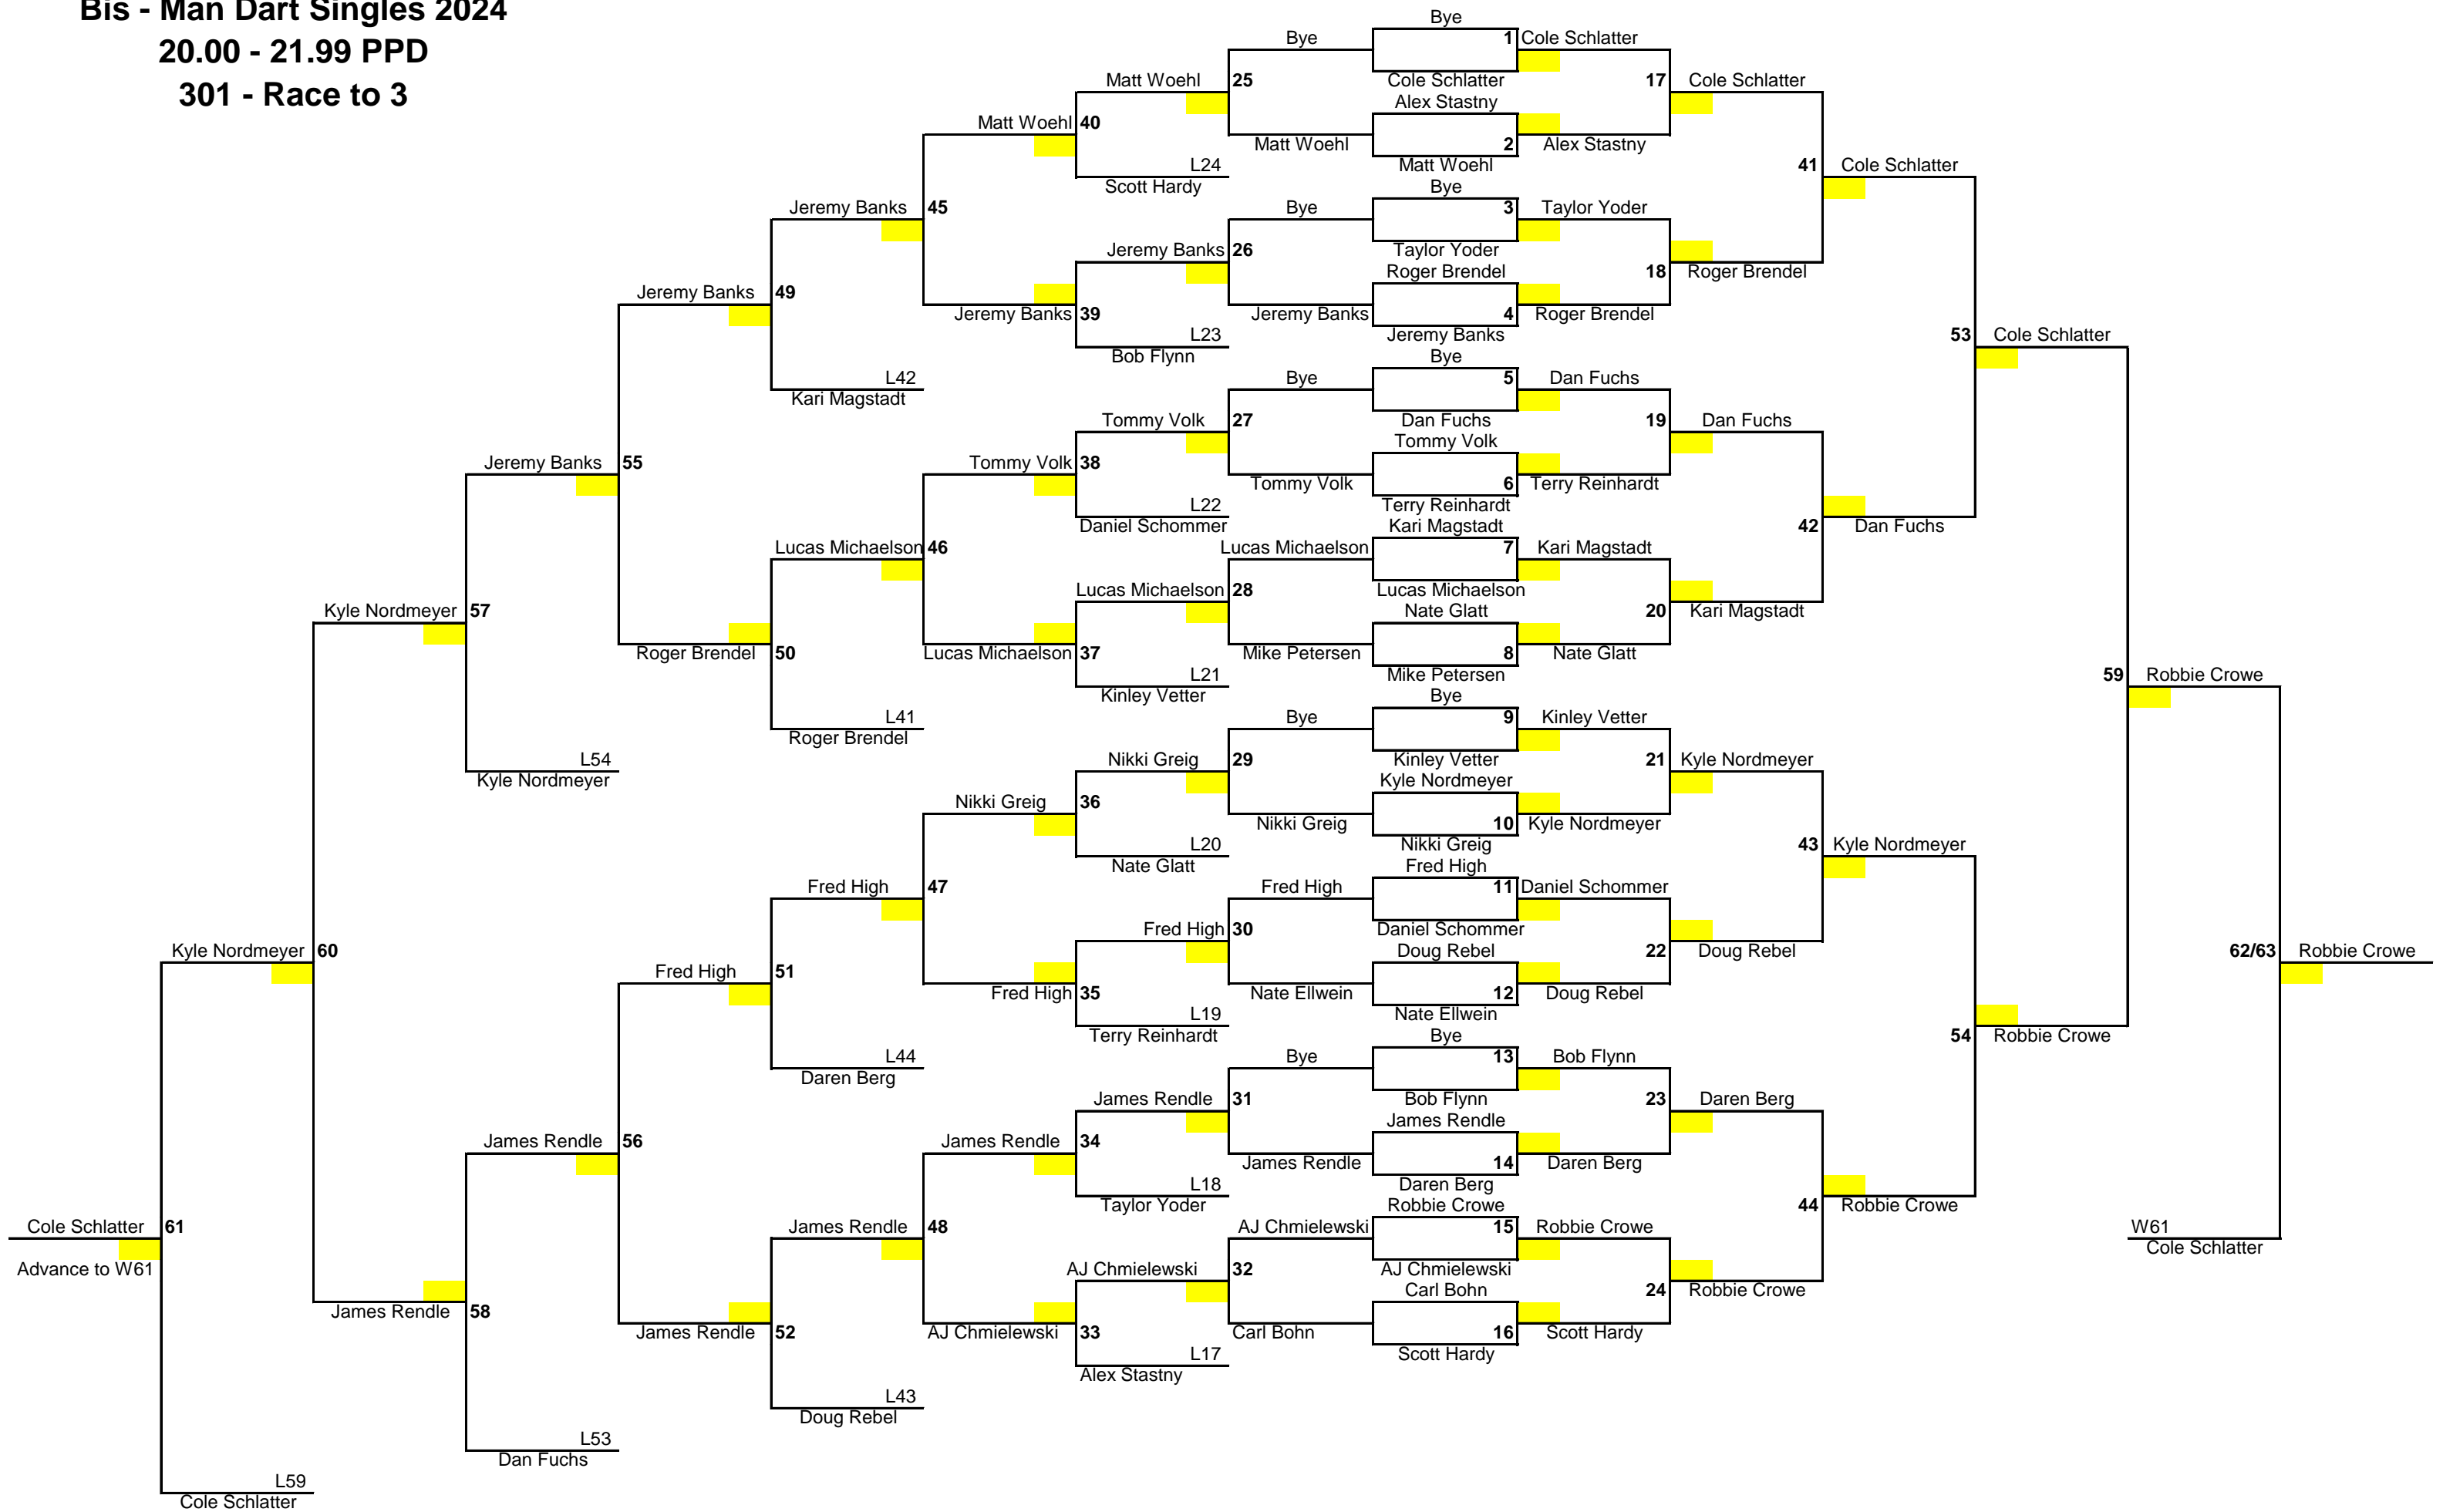 Bis - Man Dart Singles 2024
20.00 - 21.99 PPD
301 - Race to 3
Bye
Bye 1 Cole Schlatter
Matt Woehl 25 Cole Schlatter 17 Cole Schlatter
Alex Stastny
Matt Woehl 40
Matt Woehl 2 Alex Stastny
L24 Matt Woehl 41 Cole Schlatter
Scott Hardy Bye
Jeremy Banks 45 Bye 3 Taylor Yoder
Jeremy Banks 26 Taylor Yoder
Roger Brendel 18 Roger Brendel
Jeremy Banks 49
Jeremy Banks 39 Jeremy Banks 4 Roger Brendel
L23 Jeremy Banks 53 Cole Schlatter
Bob Flynn Bye
L42 Bye 5 Dan Fuchs
Kari Magstadt
Tommy Volk 27 Dan Fuchs 19 Dan Fuchs
Tommy Volk
Jeremy Banks 55 Tommy Volk 38
Tommy Volk 6 Terry Reinhardt
L22 Terry Reinhardt
Daniel Schommer Kari Magstadt 42 Dan Fuchs
Lucas Michaelson 46 Lucas Michaelson 7 Kari Magstadt
Lucas Michaelson 28 Lucas Michaelson
Kyle Nordmeyer 57 Nate Glatt 20 Kari Magstadt
Roger Brendel 50 Lucas Michaelson 37 Mike Petersen 8 Nate Glatt
L21 Mike Petersen 59 Robbie Crowe
Kinley Vetter Bye
L41 Bye 9 Kinley Vetter
Roger Brendel
L54 Nikki Greig 29 Kinley Vetter 21 Kyle Nordmeyer
Kyle Nordmeyer Kyle Nordmeyer
Nikki Greig 36
Nikki Greig 10 Kyle Nordmeyer
L20 Nikki Greig 43 Kyle Nordmeyer
Nate Glatt Fred High
Fred High 47 Fred High 11 Daniel Schommer
Fred High 30 Daniel Schommer
Kyle Nordmeyer 60 Doug Rebel 22 Doug Rebel 62/63 Robbie Crowe
Fred High 51
Fred High 35 Nate Ellwein 12 Doug Rebel
L19 Nate Ellwein
Terry Reinhardt Bye 54 Robbie Crowe
L44 Bye 13 Bob Flynn
Daren Berg
James Rendle 31 Bob Flynn 23 Daren Berg
James Rendle
James Rendle 56 James Rendle 34
James Rendle 14 Daren Berg
L18 Daren Berg
Taylor Yoder Robbie Crowe 44 Robbie Crowe
Cole Schlatter 61 James Rendle 48 AJ Chmielewski 15 Robbie Crowe W61
Cole Schlatter
Advance to W61 AJ Chmielewski 32 AJ Chmielewski
Carl Bohn 24 Robbie Crowe
James Rendle 58
James Rendle 52 AJ Chmielewski 33 Carl Bohn 16 Scott Hardy
L17 Scott Hardy
Alex Stastny
L43
Doug Rebel
L53
Dan Fuchs
L59
Cole Schlatter